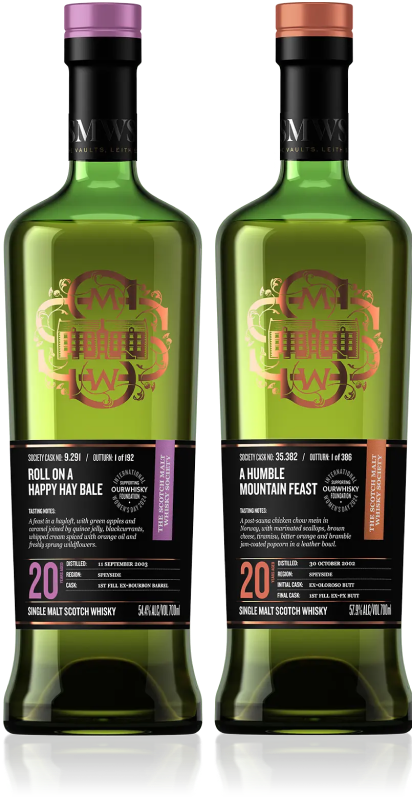 SMWS
VAULTS. LEITH
M
S S
W
SOCIETY CASK NO: 9.291 / OUTTURN: 1 of 192
ROLL ON A
HAPPY HAY BALE
INTERNATIONAL
SUPPORTING
OURWHISKY
FOUNDATION
WOMEN'S DAY 2024
THE SCOTCH MALT
WHISKY SOCIETY
TASTING NOTES:
A feast in a hayloft, with green apples and
caramel joined by quince jelly, blackcurrants,
whipped cream spiced with orange oil and
freshly sprung wildflowers.
20
DISTILLED: 11 SEPTEMBER 2003
REGION: SPEYSIDE
CASK: 1ST FILL EX-BOURBON BARREL
SINGLE MALT SCOTCH WHISKY 54.4% ALC/VOL 700ml
SMWS
VAULTS. LEITH
M
S S
W
SOCIETY CASK NO: 35.382 / OUTTURN: 1 of 386
A HUMBLE
MOUNTAIN FEAST
INTERNATIONAL
SUPPORTING
OURWHISKY
FOUNDATION
WOMEN'S DAY 2024
THE SCOTCH MALT
WHISKY SOCIETY
TASTING NOTES:
A post-sauna chicken chow mein in
Norway, with marinated scallops, brown
cheese, tiramisu, bitter orange and bramble
jam-coated popcorn in a leather bowl.
20
DISTILLED: 30 OCTOBER 2002
REGION: SPEYSIDE
INITIAL CASK: EX-OLOROSO BUTT
FINAL CASK: 1ST FILL EX-PX BUTT
SINGLE MALT SCOTCH WHISKY 57.9% ALC/VOL 700ml